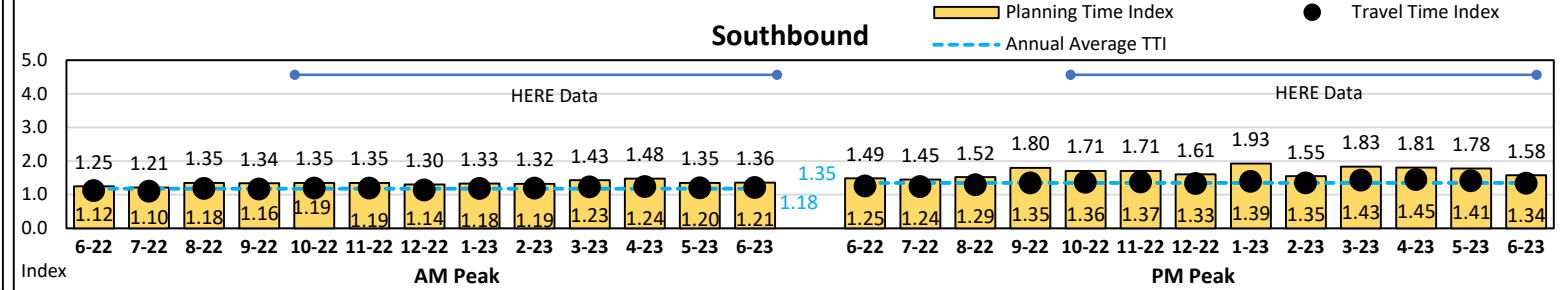 Planning Time Index Travel Time Index
Southbound
Annual Average TTI
5.0
4.0
3.0
2.0
1.0
0.0
HERE Data HERE Data
1.25 1.21 1.35 1.34 1.35 1.35 1.30 1.33 1.32 1.43 1.48 1.35 1.36
1.12 1.10 1.18 1.16 1.19 1.19 1.14 1.18 1.19 1.23 1.24 1.20 1.21
1.35
1.18
1.49 1.45 1.52 1.80 1.71 1.71 1.61 1.93 1.55 1.83 1.81 1.78 1.58
1.25 1.24 1.29 1.35 1.36 1.37 1.33 1.39 1.35 1.43 1.45 1.41 1.34
6-22 7-22 8-22 9-22 10-22 11-22 12-22 1-23 2-23 3-23 4-23 5-23 6-23 6-22 7-22 8-22 9-22 10-22 11-22 12-22 1-23 2-23 3-23 4-23 5-23 6-23
Index AM Peak PM Peak